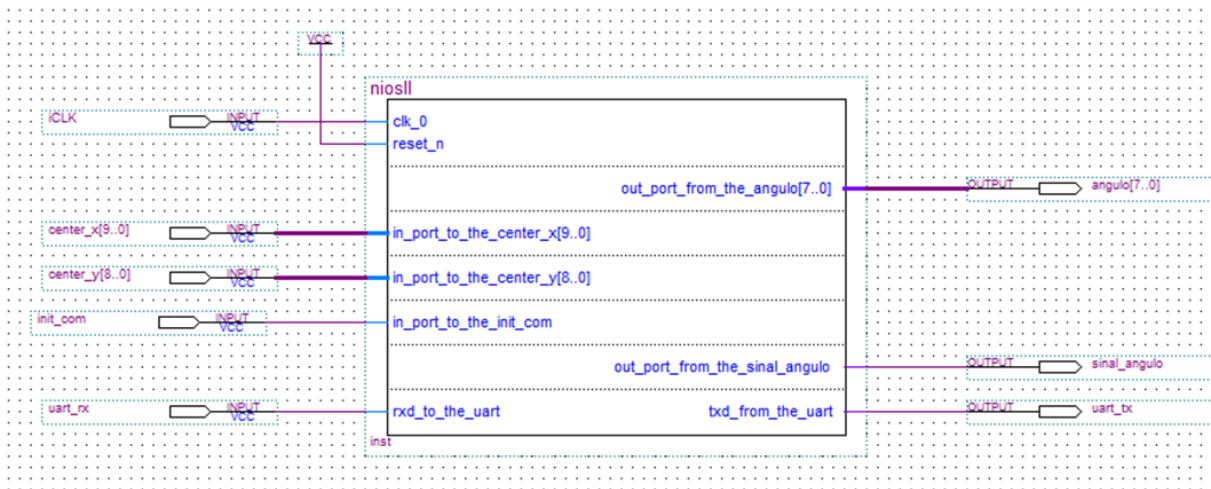 VCC
niosII
iCLK INPUT VCC clk_0
reset_n
out_port_from_the_angulo[7..0] OUTPUT angulo[7..0]
center_x[9..0] INPUT VCC in_port_to_the_center_x[9..0]
center_y[8..0] INPUT VCC in_port_to_the_center_y[8..0]
init_com INPUT VCC in_port_to_the_init_com
out_port_from_the_sinal_angulo OUTPUT sinal_angulo
uart_rx INPUT VCC rxd_to_the_uart txd_from_the_uart OUTPUT uart_tx
inst